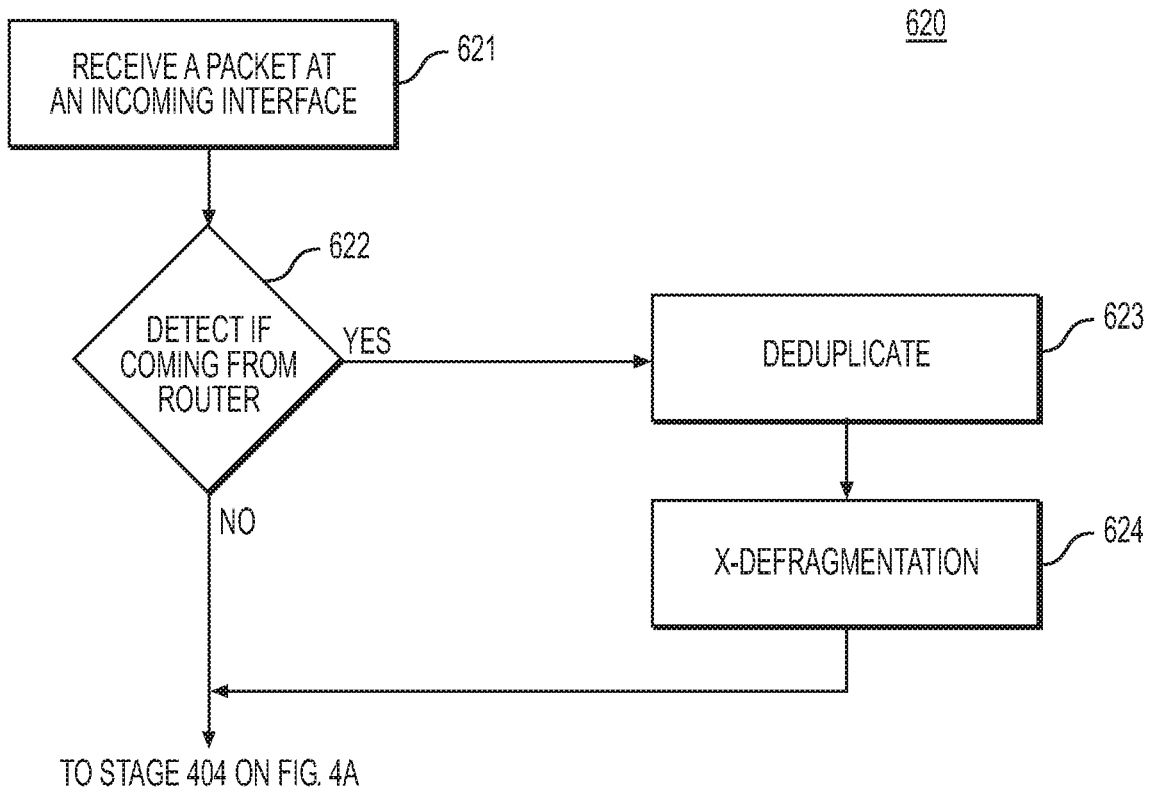 620
RECEIVE A PACKET AT
AN INCOMING INTERFACE
621
622
DETECT IF
COMING FROM
ROUTER
YES
NO
DEDUPLICATE
623
X-DEFRAGMENTATION
624
TO STAGE 404 ON FIG. 4A